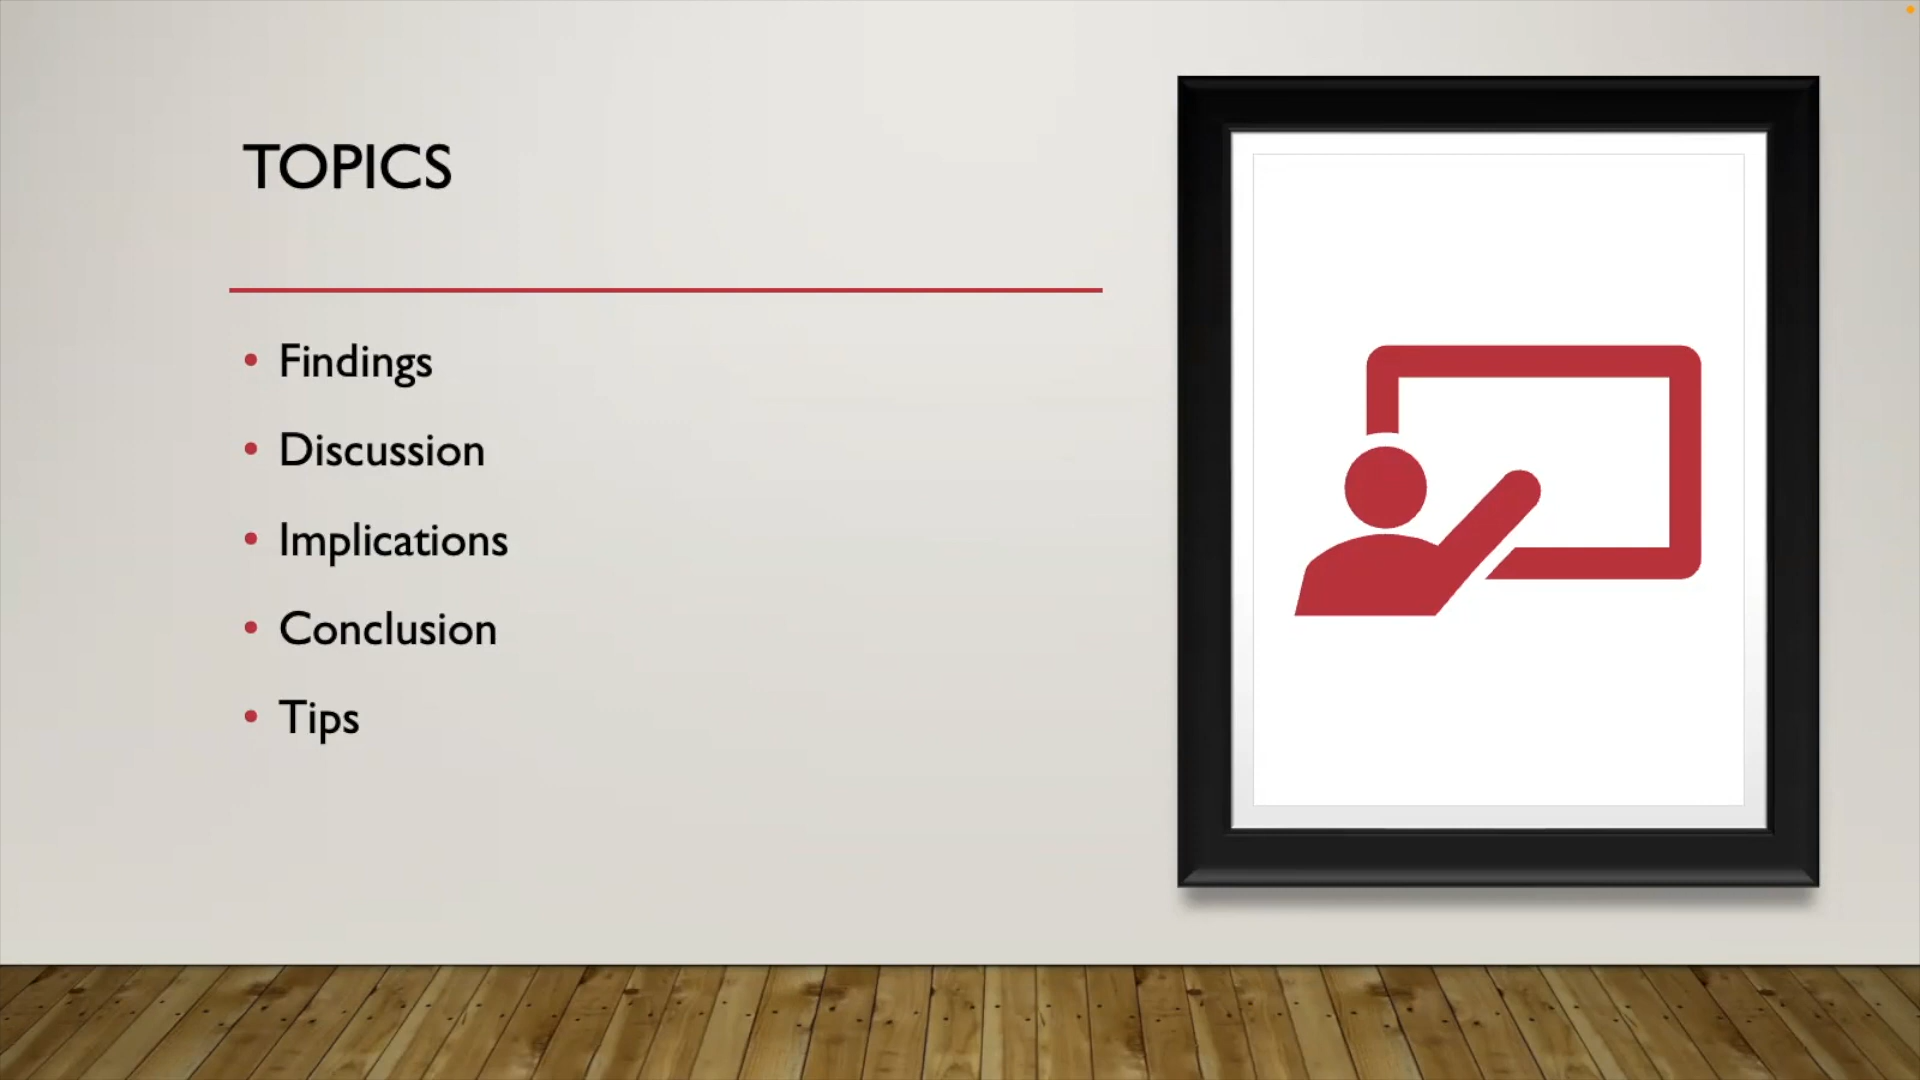 TOPICS
• Findings
• Discussion
• Implications
• Conclusion
• Tips